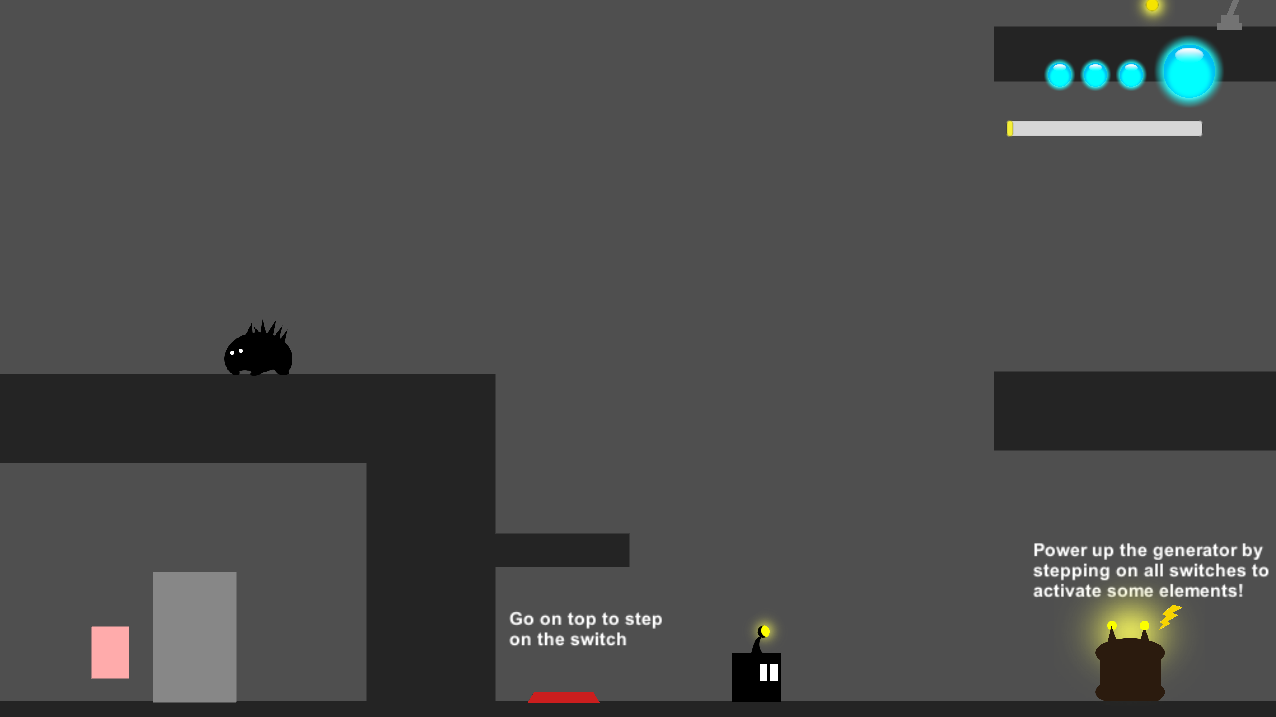 Power up the generator by
stepping on all switches to
activate some elements!
Go on top to step
on the switch